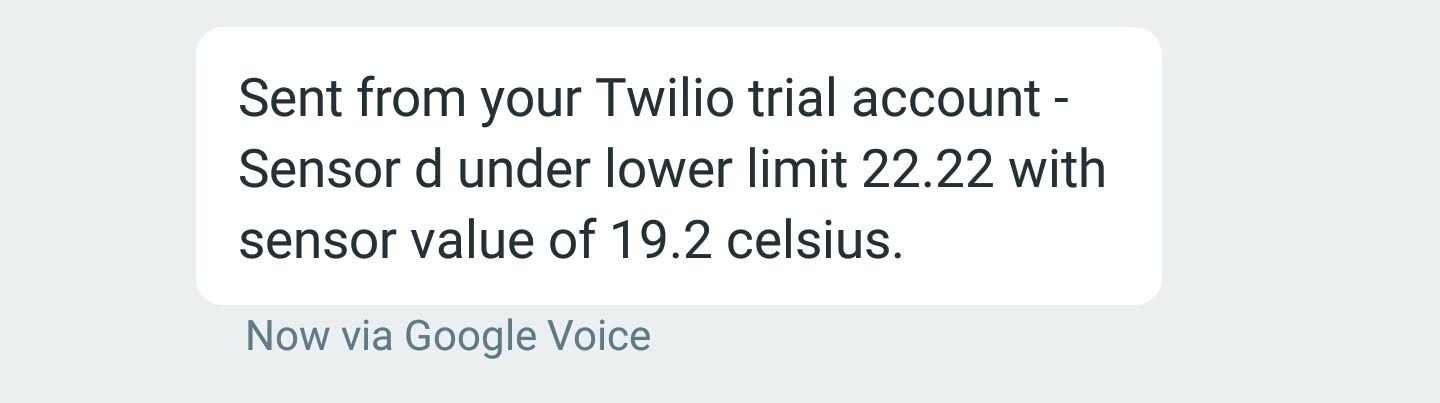 Sent from your Twilio trial account -
Sensor d under lower limit 22.22 with
sensor value of 19.2 celsius.
Now via Google Voice